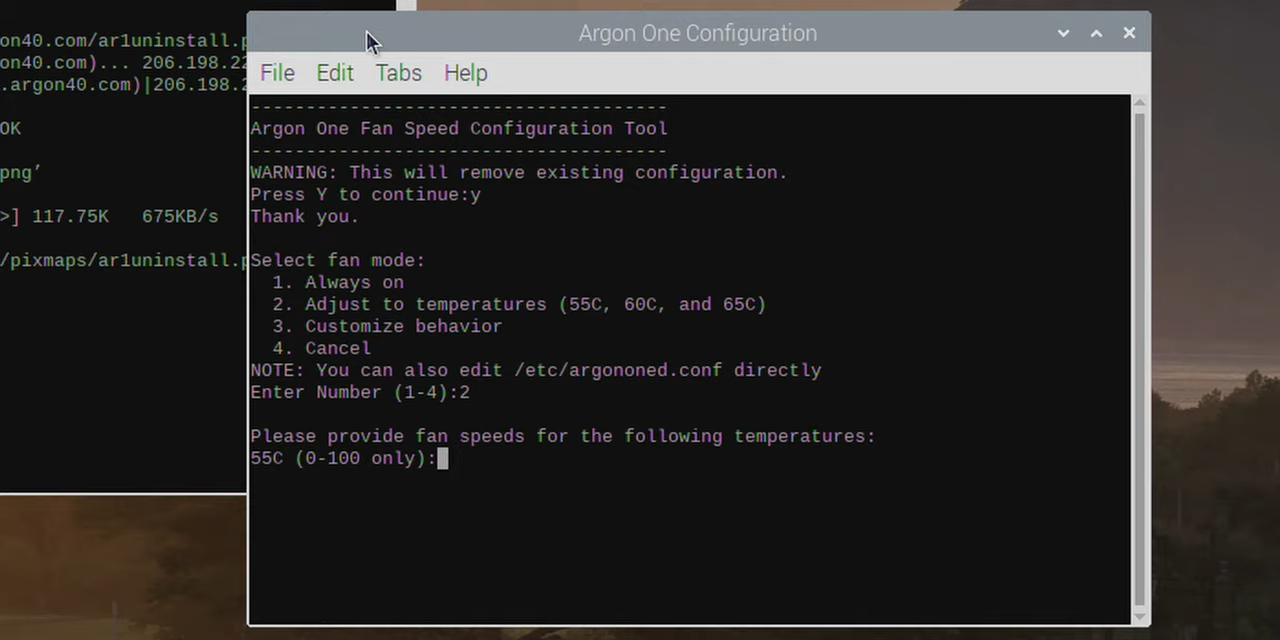 on40.com/ar1uninstall.p
on40.com)... 206.198.22
.argon40.com)|206.198.2
OK
png’
>] 117.75K   675KB/s
/pixmaps/ar1uninstall.p
Argon One Configuration
File Edit Tabs Help
--------------------------------------
Argon One Fan Speed Configuration Tool
--------------------------------------
WARNING: This will remove existing configuration.
Press Y to continue:y
Thank you.
Select fan mode:
  1. Always on
  2. Adjust to temperatures (55C, 60C, and 65C)
  3. Customize behavior
  4. Cancel
NOTE: You can also edit /etc/argononed.conf directly
Enter Number (1-4):2
Please provide fan speeds for the following temperatures:
55C (0-100 only):